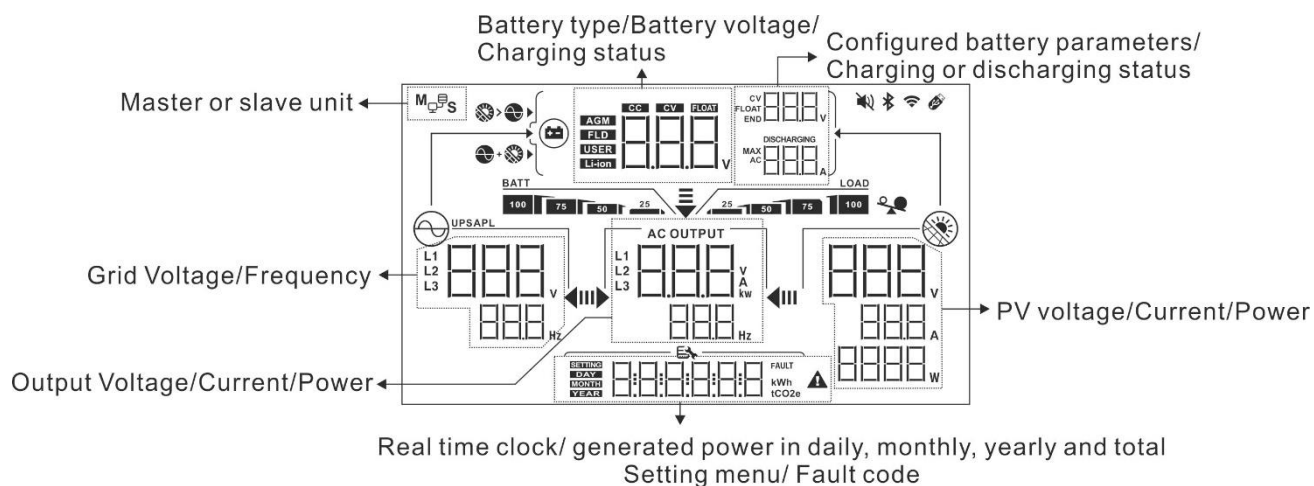 Battery type/Battery voltage/
Charging status
Configured battery parameters/
Charging or discharging status
Master or slave unit
M S
CC CV FLOAT
AGM
FLD
USER
Li-ion
V
CV
FLOAT
END
V
DISCHARGING
MAX
AC
A
BATT
LOAD
100 75 50 25
25 50 75 100
UPSAPL
AC OUTPUT
L1
L2
L3
V
Hz
L1
L2
L3
V
A
kw
Hz
V
A
W
Grid Voltage/Frequency
PV voltage/Current/Power
Output Voltage/Current/Power
SETTING
DAY
MONTH
YEAR
FAULT
kWh
tCO2e
Real time clock/ generated power in daily, monthly, yearly and total
Setting menu/ Fault code